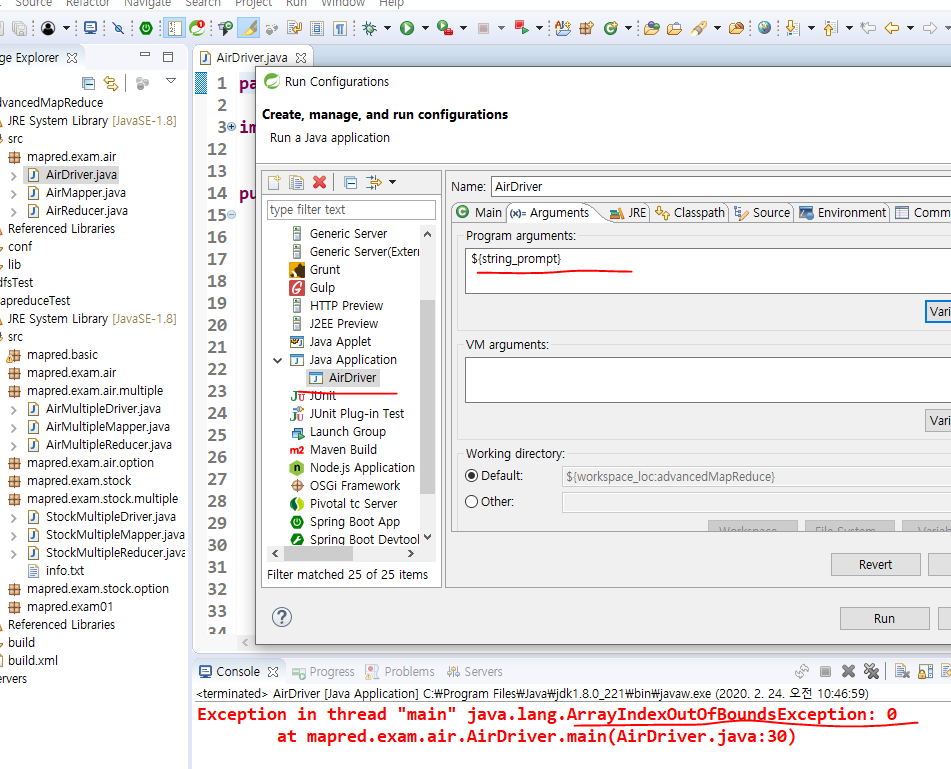 Source Refactor Navigate Search Project Run Window Help
ge Explorer
AirDriver.java
dvancedMapReduce
JRE System Library [JavaSE-1.8]
src
mapred.exam.air
AirDriver.java
AirMapper.java
AirReducer.java
Referenced Libraries
conf
lib
dfsTest
apreduceTest
JRE System Library [JavaSE-1.8]
src
mapred.basic
mapred.exam.air
mapred.exam.air.multiple
AirMultipleDriver.java
AirMultipleMapper.java
AirMultipleReducer.java
mapred.exam.air.option
mapred.exam.stock
mapred.exam.stock.multiple
StockMultipleDriver.java
StockMultipleMapper.java
StockMultipleReducer.java
info.txt
mapred.exam.stock.option
mapred.exam01
Referenced Libraries
build
build.xml
ervers
1 pa
2
3 im
12
13
14 pu
15
16
17
18
19
20
21
22
23
24
25
26
27
28
29
30
31
32
33
34
Run Configurations
Create, manage, and run configurations
Run a Java application
type filter text
Generic Server
Generic Server(Extern
Grunt
Gulp
HTTP Preview
J2EE Preview
Java Applet
Java Application
AirDriver
JUnit
JUnit Plug-in Test
Launch Group
Maven Build
Node.js Application
OSGi Framework
Pivotal tc Server
Spring Boot App
Spring Boot Devtool
Filter matched 25 of 25 items
Name: AirDriver
Main Arguments JRE Classpath Source Environment Comm
Program arguments:
${string_prompt}
Vari
VM arguments:
Vari
Working directory:
Default: ${workspace_loc:advancedMapReduce}
Other:
Workspace... File System... Variab
Revert
Run
Console Progress Problems Servers
<terminated> AirDriver [Java Application] C:₩Program Files₩Java₩jdk1.8.0_221₩bin₩javaw.exe (2020. 2. 24. 오전 10:46:59)
Exception in thread "main" java.lang.ArrayIndexOutOfBoundsException: 0
at mapred.exam.air.AirDriver.main(AirDriver.java:30)